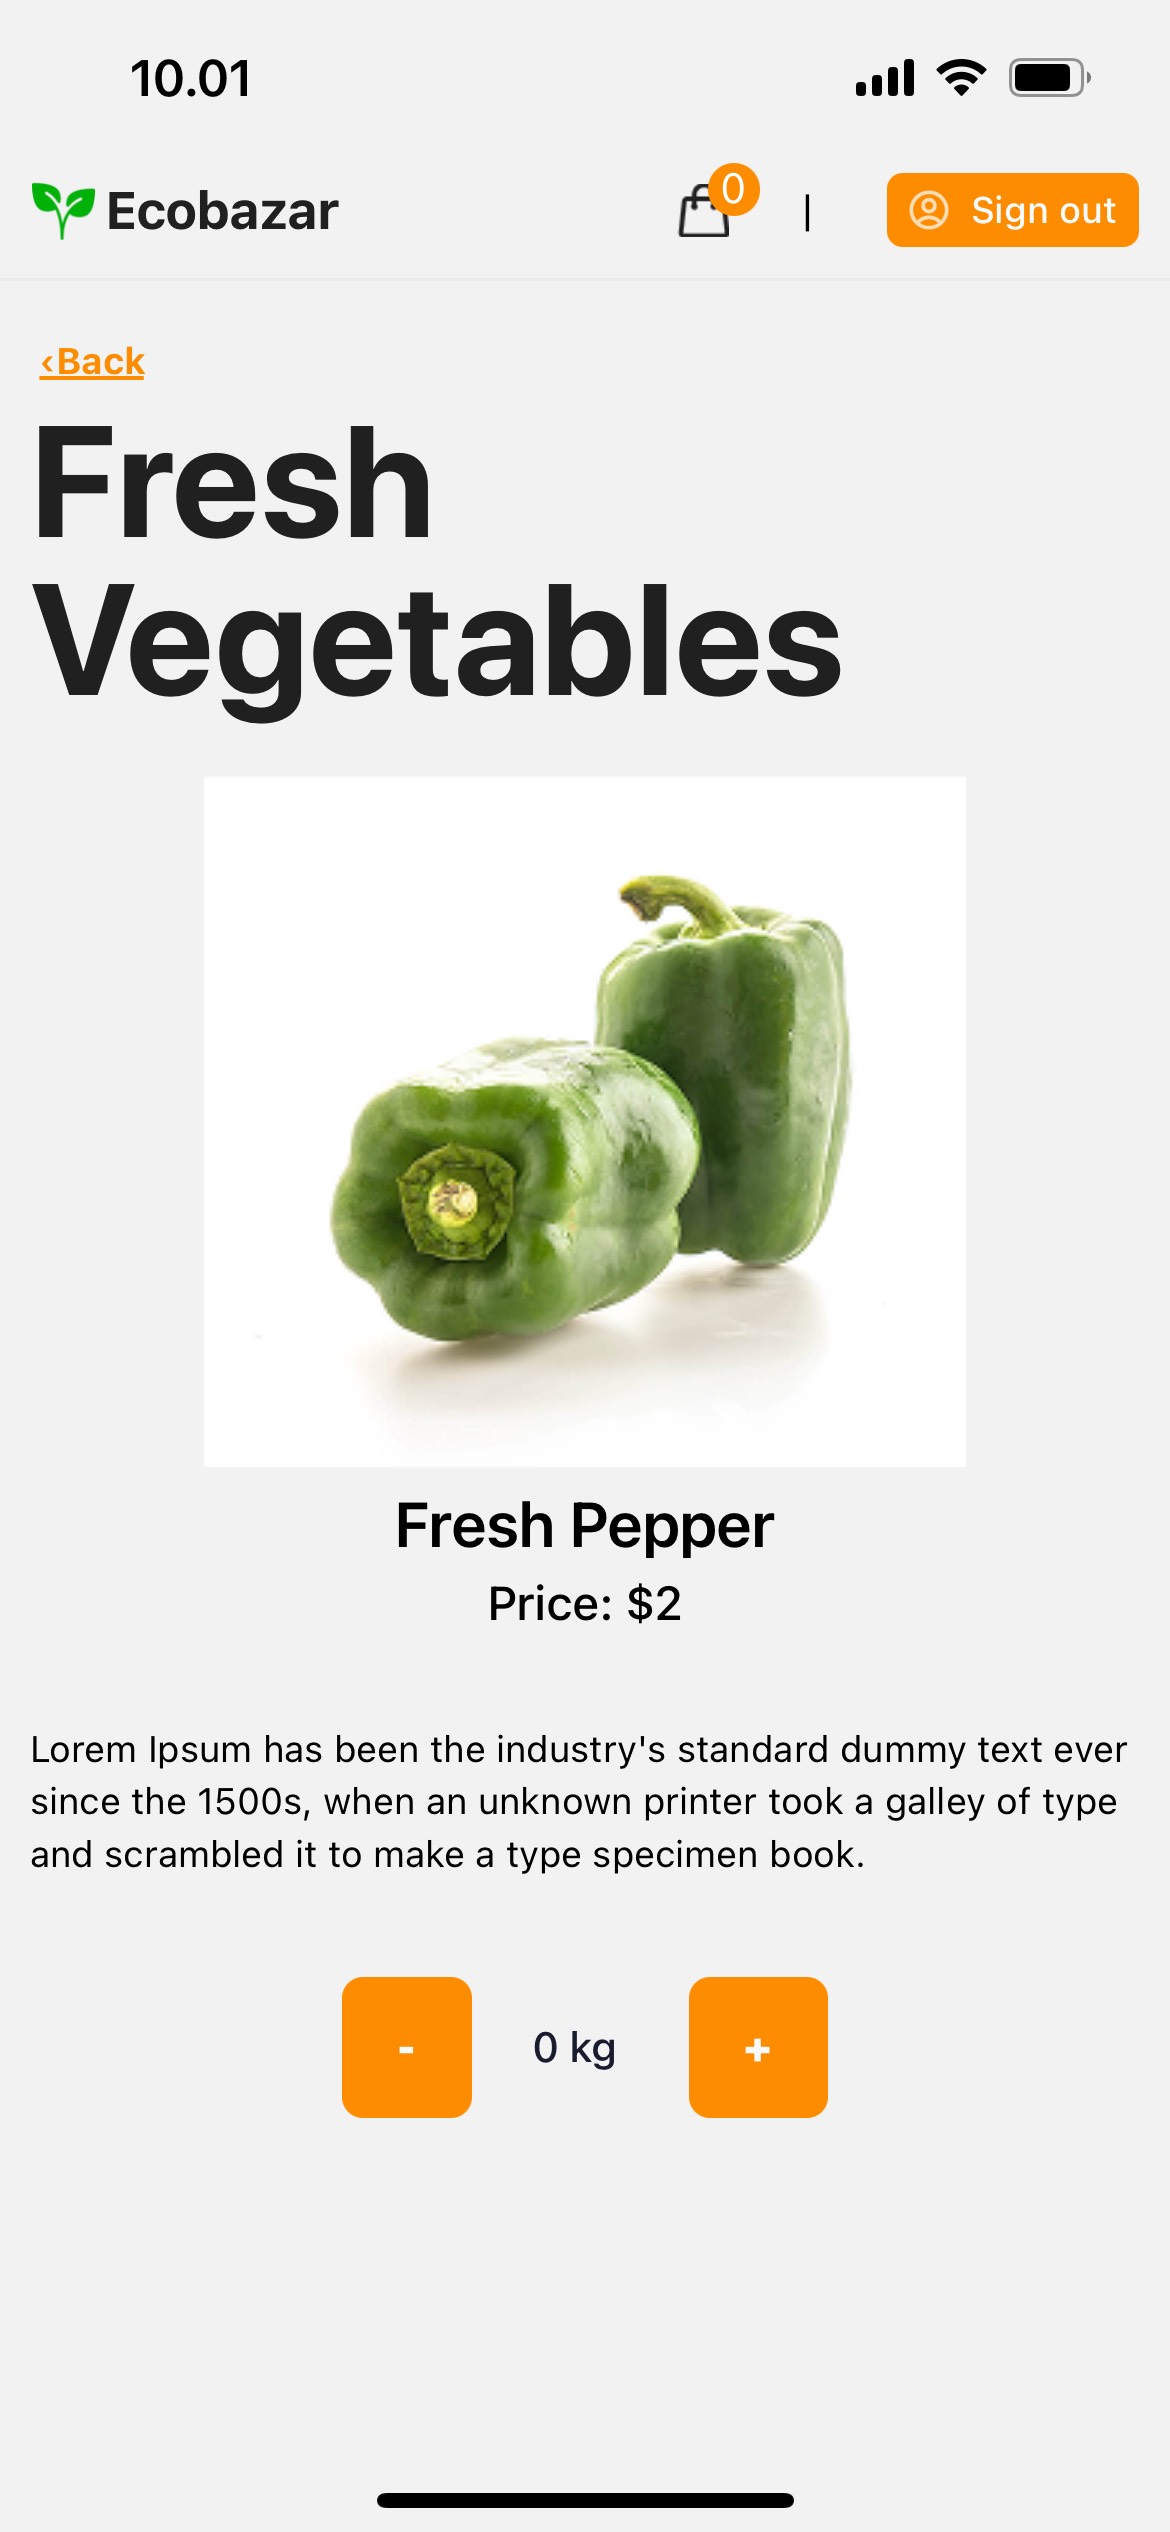 10.01
Ecobazar
0
|
Sign out
‹Back
Fresh
Vegetables
Fresh Pepper
Price: $2
Lorem Ipsum has been the industry's standard dummy text ever
since the 1500s, when an unknown printer took a galley of type
and scrambled it to make a type specimen book.
- 0 kg +